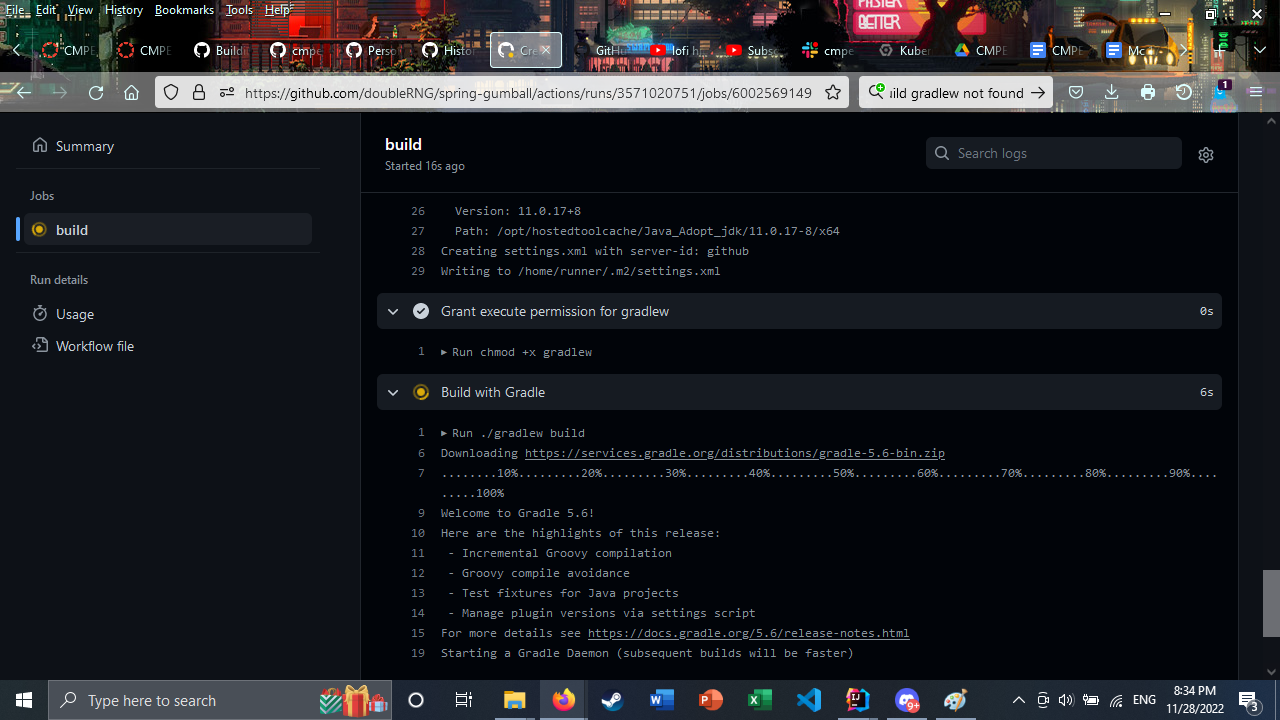 File Edit View History Bookmarks Tools Help
FASTER
BETTER
CMPE
CMPE
Buildi
cmpe
Perso
Histo
Cre
GitHu
lofi h
Subsc
cmpe
Kuber
CMPE
CMPE
https://github.com/doubleRNG/spring-gumball/actions/runs/3571020751/jobs/6002569149
ild gradlew not found
1
Summary
Jobs
build
Run details
Usage
Workflow file
build
Started 16s ago
Search logs
26 Version: 11.0.17+8
27 Path: /opt/hostedtoolcache/Java_Adopt_jdk/11.0.17-8/x64
28 Creating settings.xml with server-id: github
29 Writing to /home/runner/.m2/settings.xml
Grant execute permission for gradlew 0s
1 Run chmod +x gradlew
Build with Gradle 6s
1 Run ./gradlew build
6 Downloading https://services.gradle.org/distributions/gradle-5.6-bin.zip
7 ........10%.........20%.........30%.........40%.........50%.........60%.........70%.........80%.........90%....
.....100%
9 Welcome to Gradle 5.6!
10 Here are the highlights of this release:
11 - Incremental Groovy compilation
12 - Groovy compile avoidance
13 - Test fixtures for Java projects
14 - Manage plugin versions via settings script
15 For more details see https://docs.gradle.org/5.6/release-notes.html
19 Starting a Gradle Daemon (subsequent builds will be faster)
Type here to search
9+
ENG
8:34 PM
11/28/2022
3